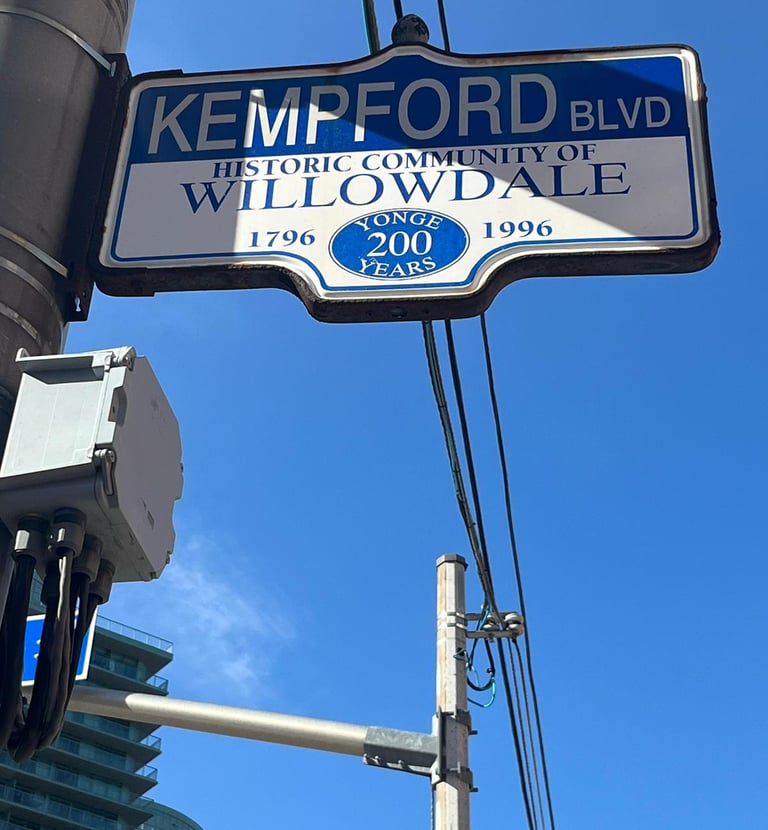 KEMPFORD BLVD
HISTORIC COMMUNITY OF
WILLOWDALE
1796 YONGE 200 YEARS 1996